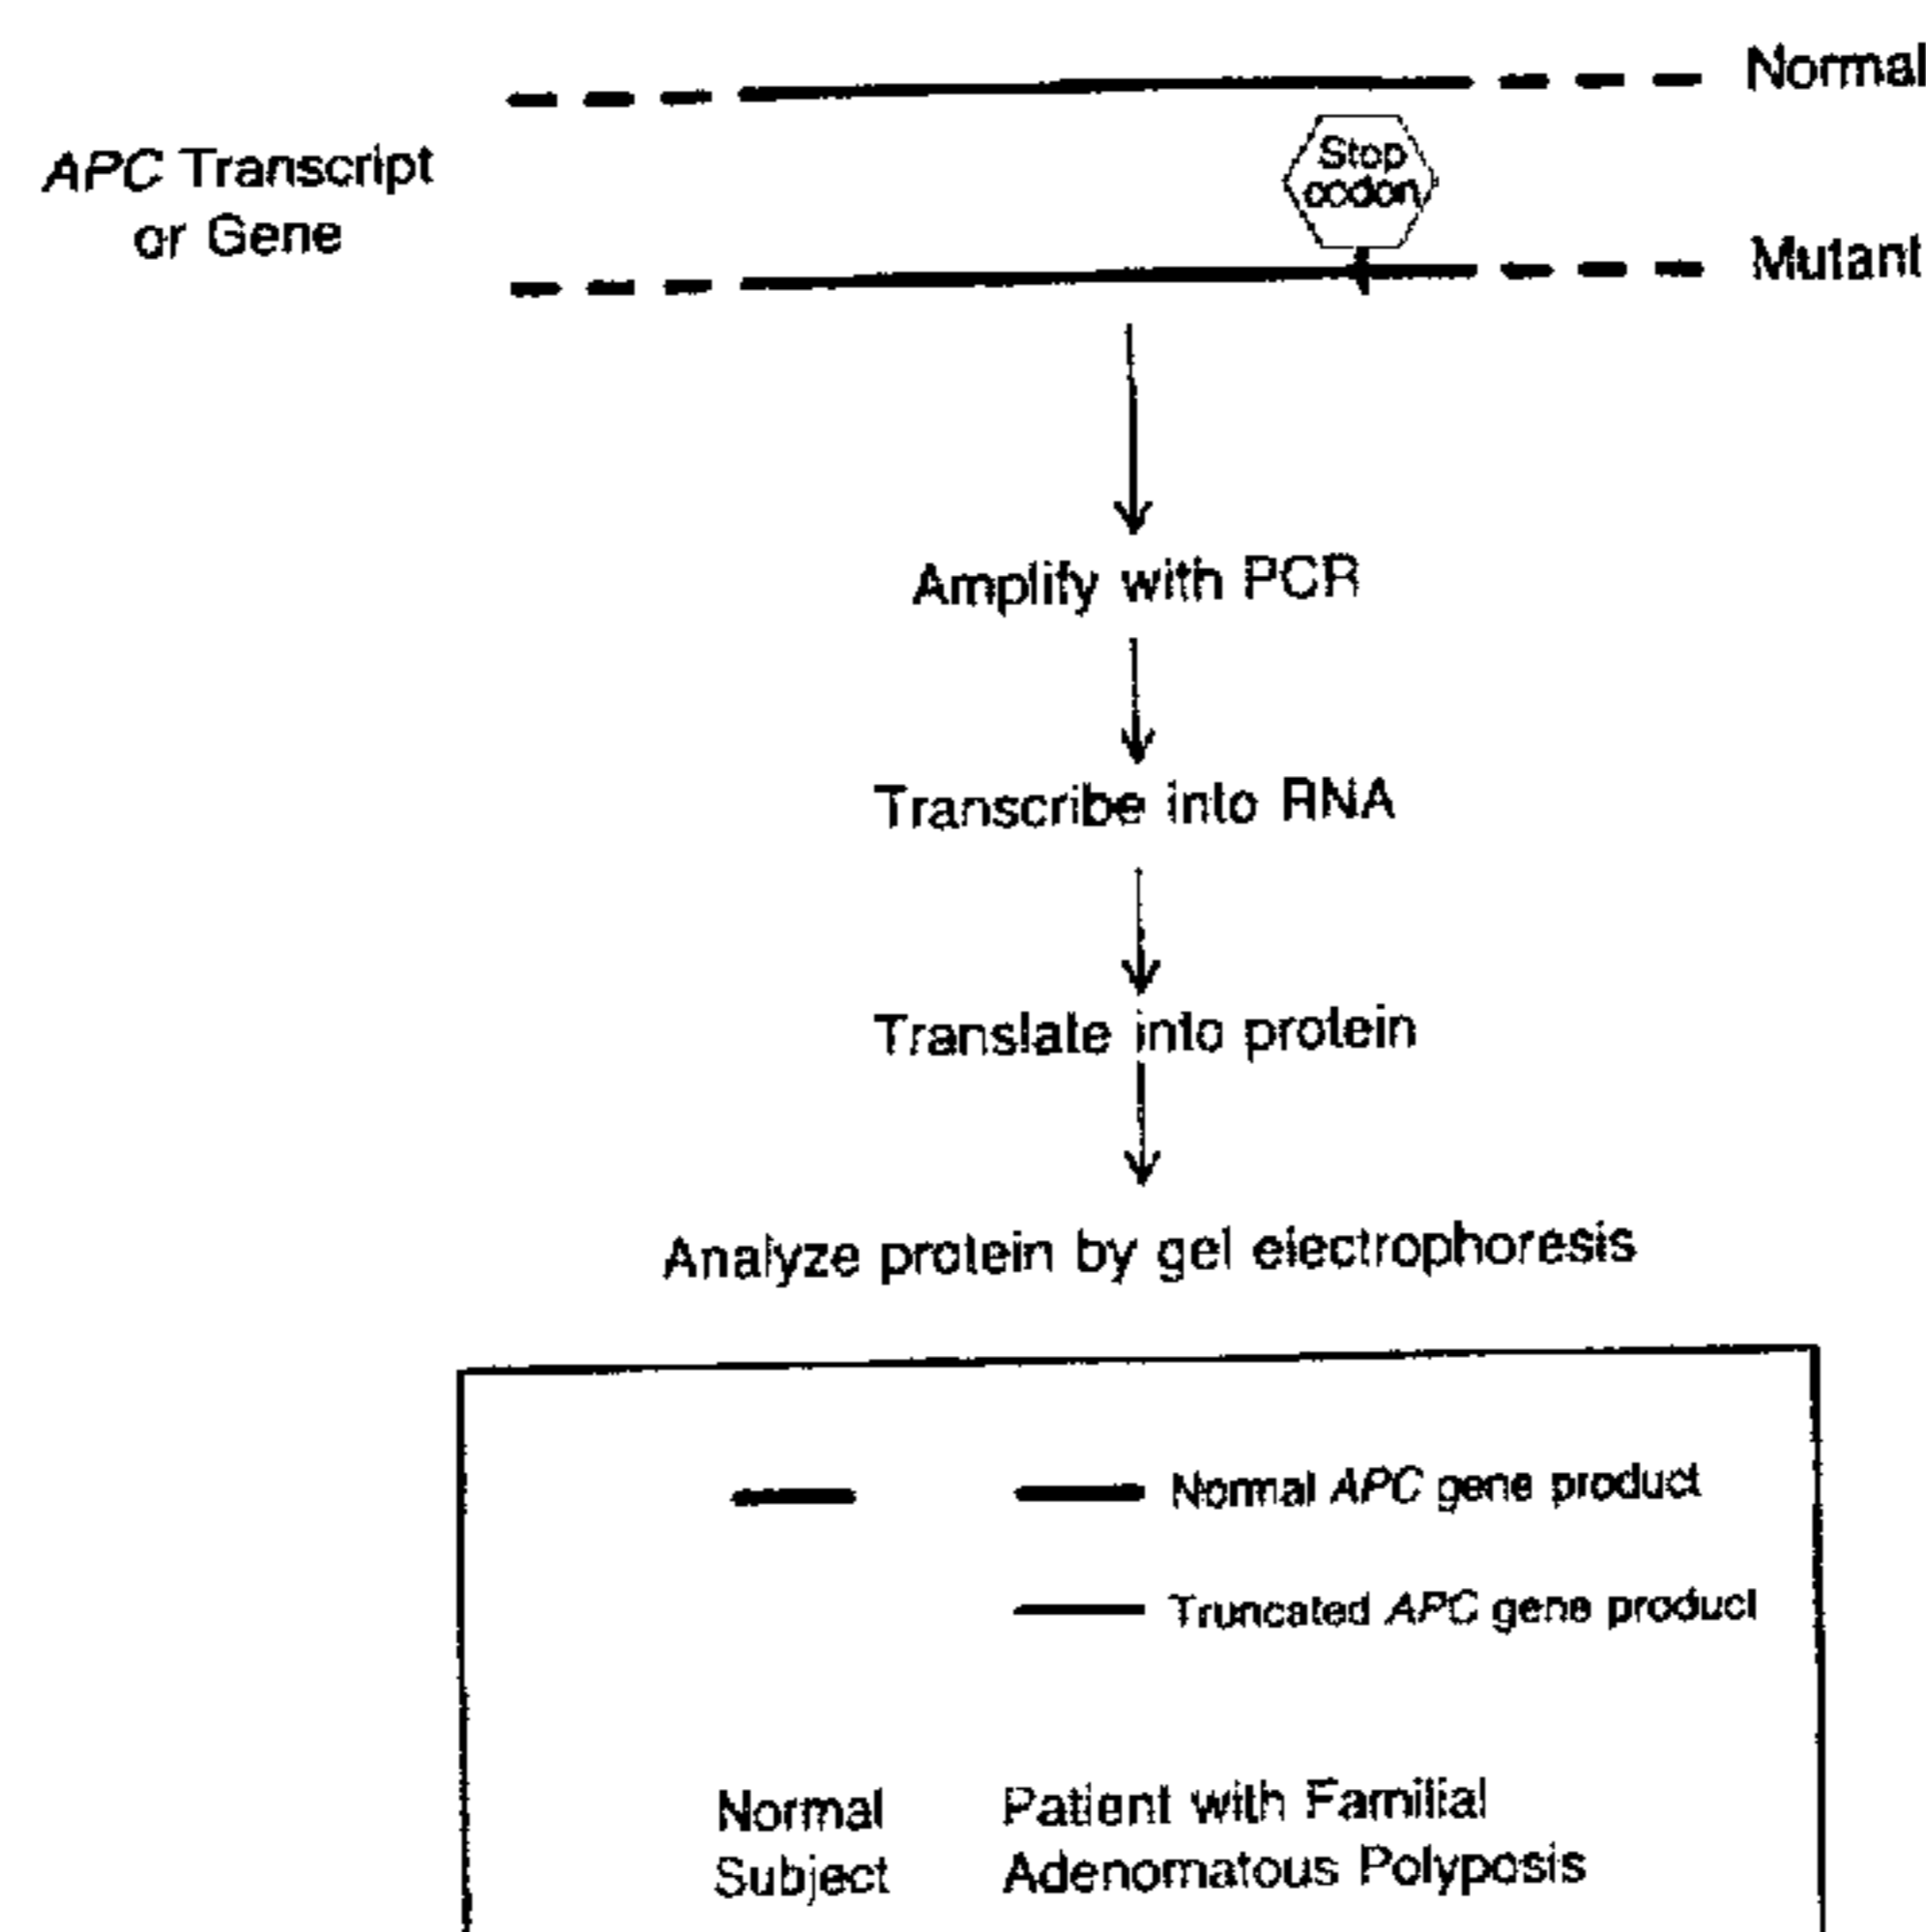 Normal
APC Transcript
or Gene
Stop
codon
Mutant
Amplify with PCR
Transcribe into RNA
Translate into protein
Analyze protein by gel electrophoresis
Normal APC gene product
Truncated APC gene product
Normal
Subject
Patient with Familial
Adenomatous Polyposis